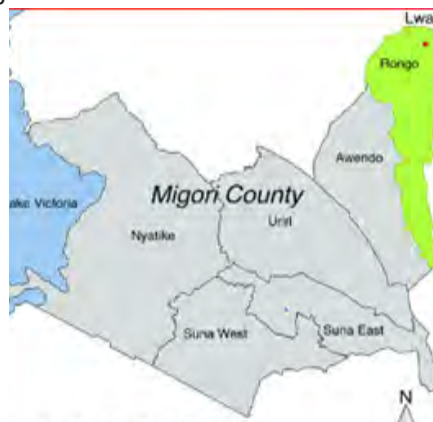 Lwa
Rongo
Awendo
Migori County
ake Victoria
Uriri
Nyatike
Suna West
Suna East
N